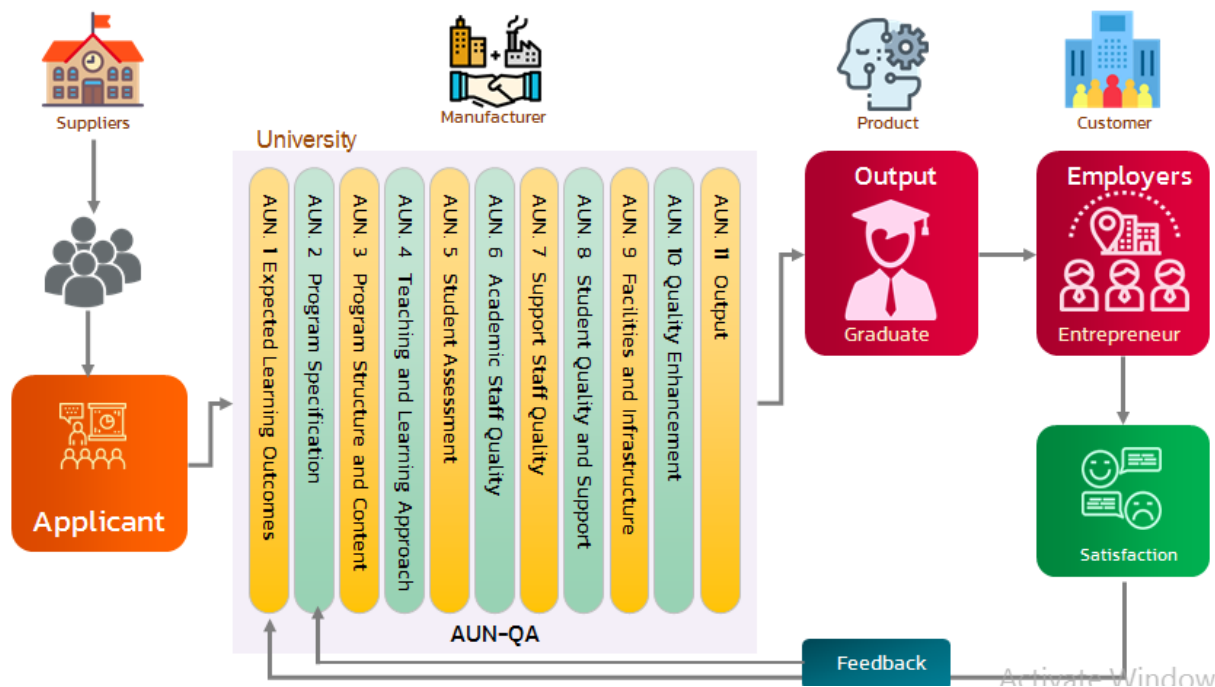 Suppliers
Manufacturer
Product
Customer
University
Applicant
AUN. 1 Expected Learning Outcomes
AUN. 2 Program Specification
AUN. 3 Program Structure and Content
AUN. 4 Teaching and Learning Approach
AUN. 5 Student Assessment
AUN. 6 Academic Staff Quality
AUN. 7 Support Staff Quality
AUN. 8 Student Quality and Support
AUN. 9 Facilities and Infrastructure
AUN. 10 Quality Enhancement
AUN. 11 Output
AUN-QA
Output
Graduate
Employers
Entrepreneur
Satisfaction
Feedback
Activate Window